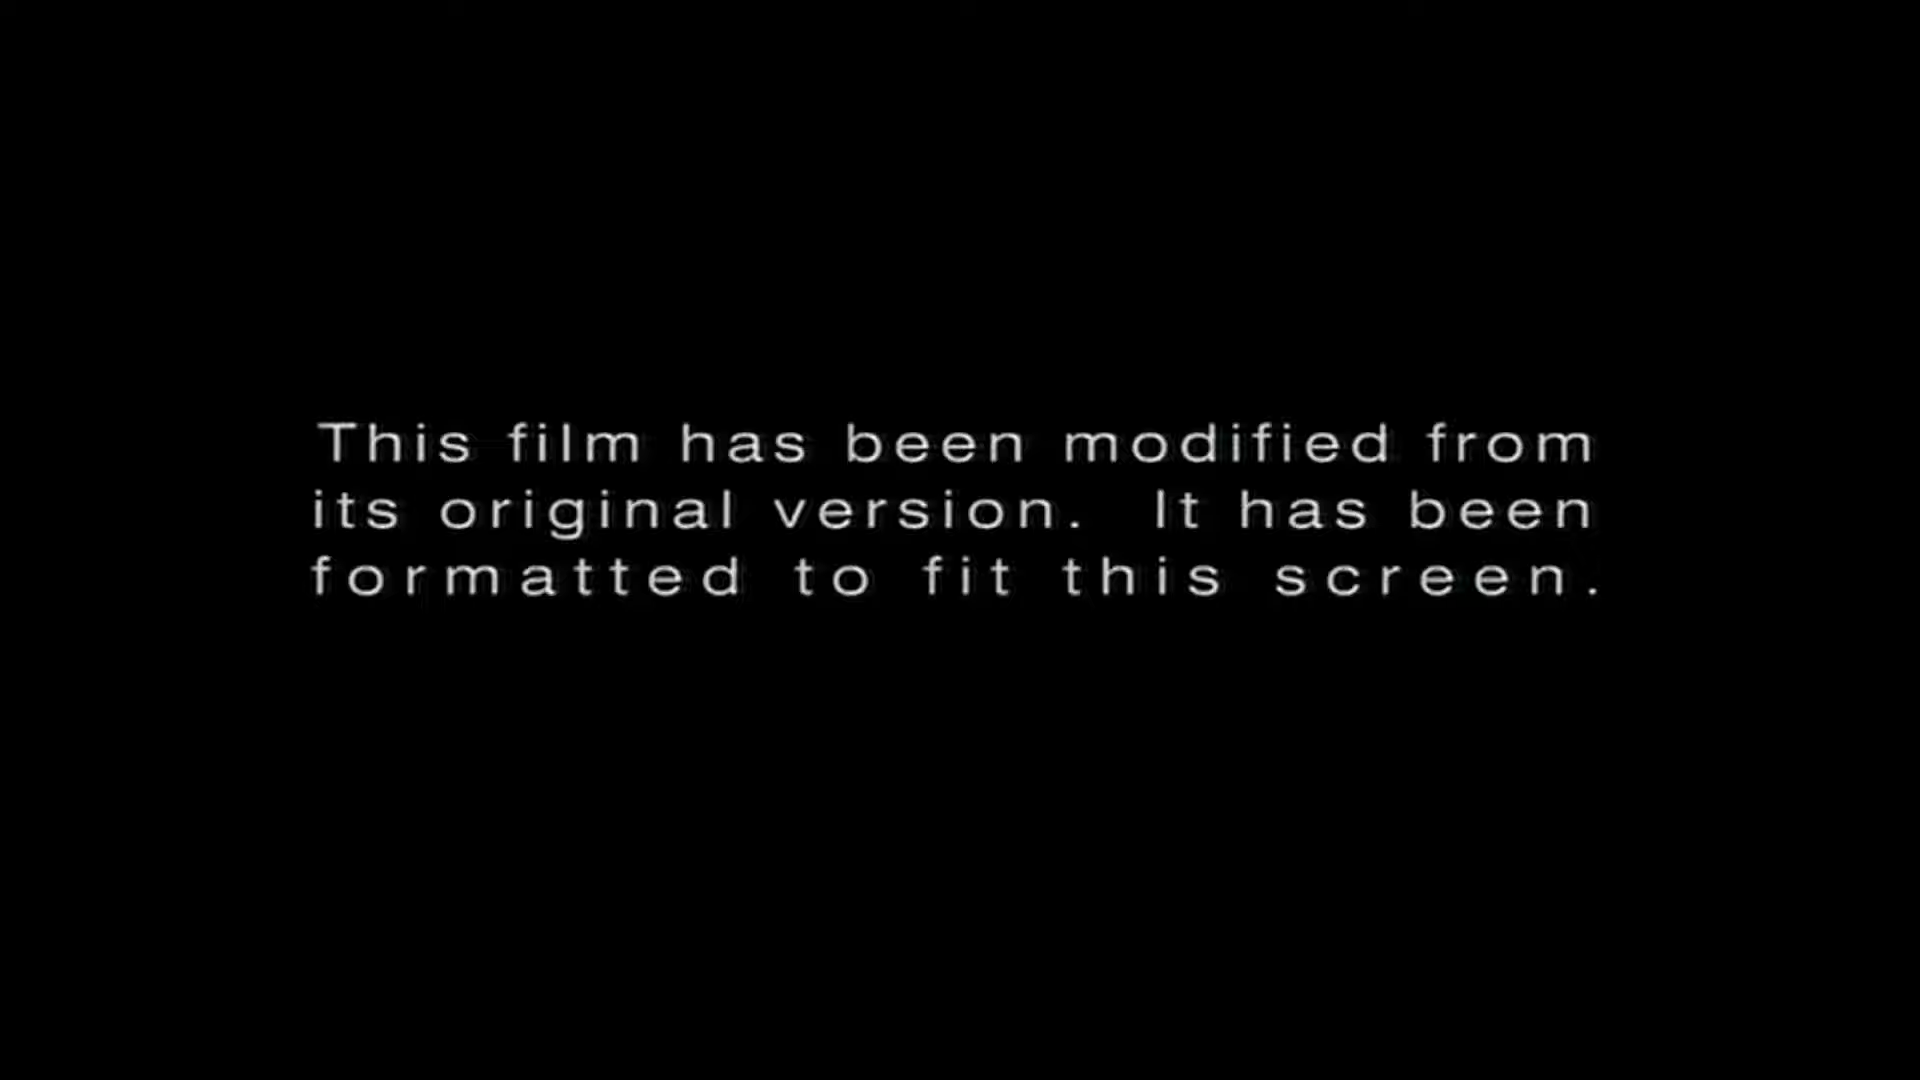 This film has been modified from
its original version.  It has been
formatted to fit this screen.